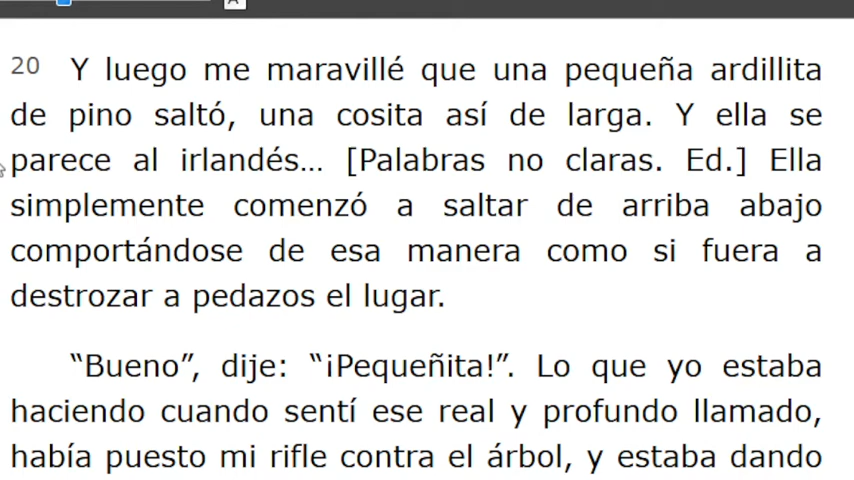 20 Y luego me maravillé que una pequeña ardillita
de pino saltó, una cosita así de larga. Y ella se
parece al irlandés… [Palabras no claras. Ed.] Ella
simplemente comenzó a saltar de arriba abajo
comportándose de esa manera como si fuera a
destrozar a pedazos el lugar.
“Bueno”, dije: “¡Pequeñita!”. Lo que yo estaba
haciendo cuando sentí ese real y profundo llamado,
había puesto mi rifle contra el árbol, y estaba dando